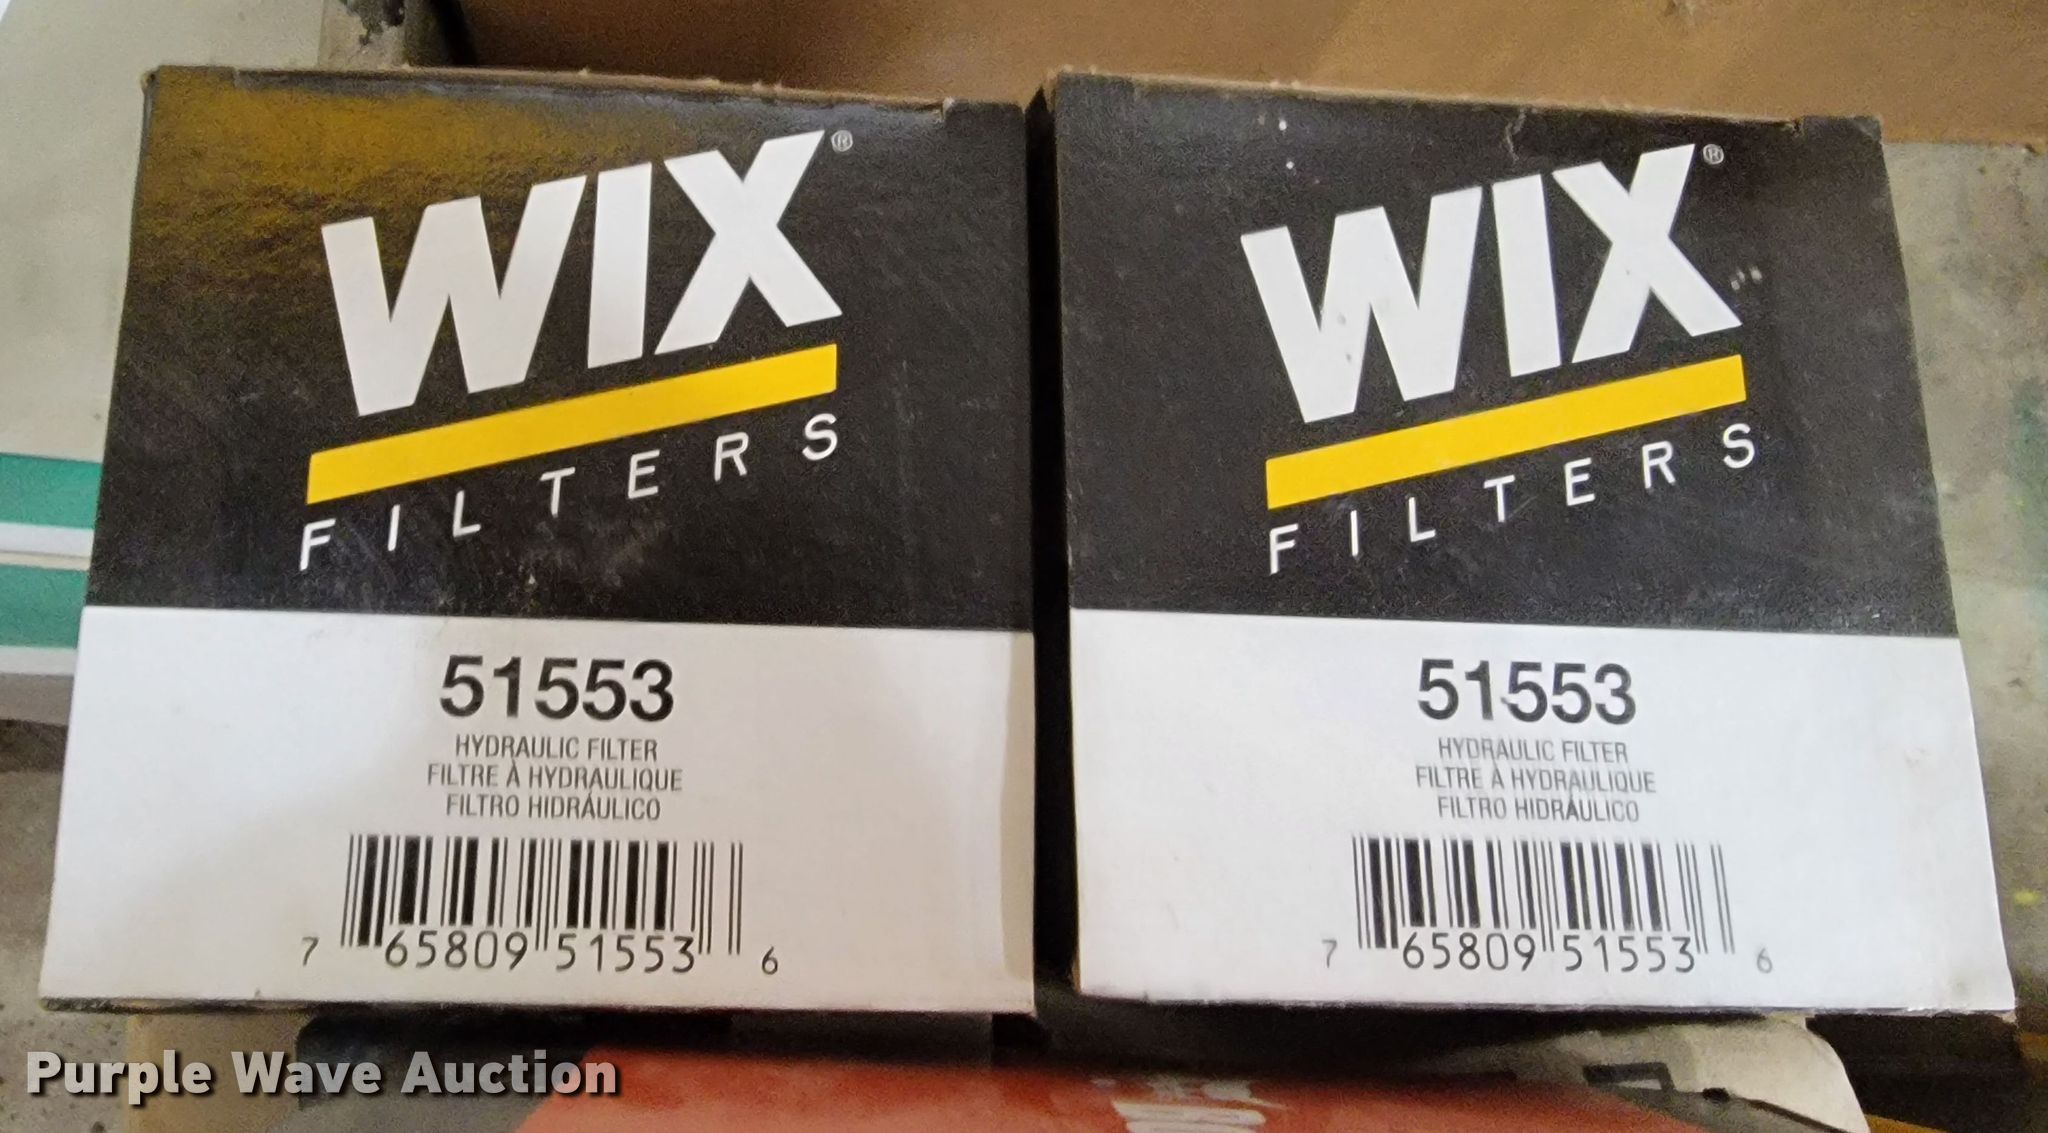 WIX®
FILTERS
51553
HYDRAULIC FILTER
FILTRE À HYDRAULIQUE
FILTRO HIDRÁULICO
7 65809 51553 6
WIX®
FILTERS
51553
HYDRAULIC FILTER
FILTRE À HYDRAULIQUE
FILTRO HIDRÁULICO
7 65809 51553 6
Purple Wave Auction